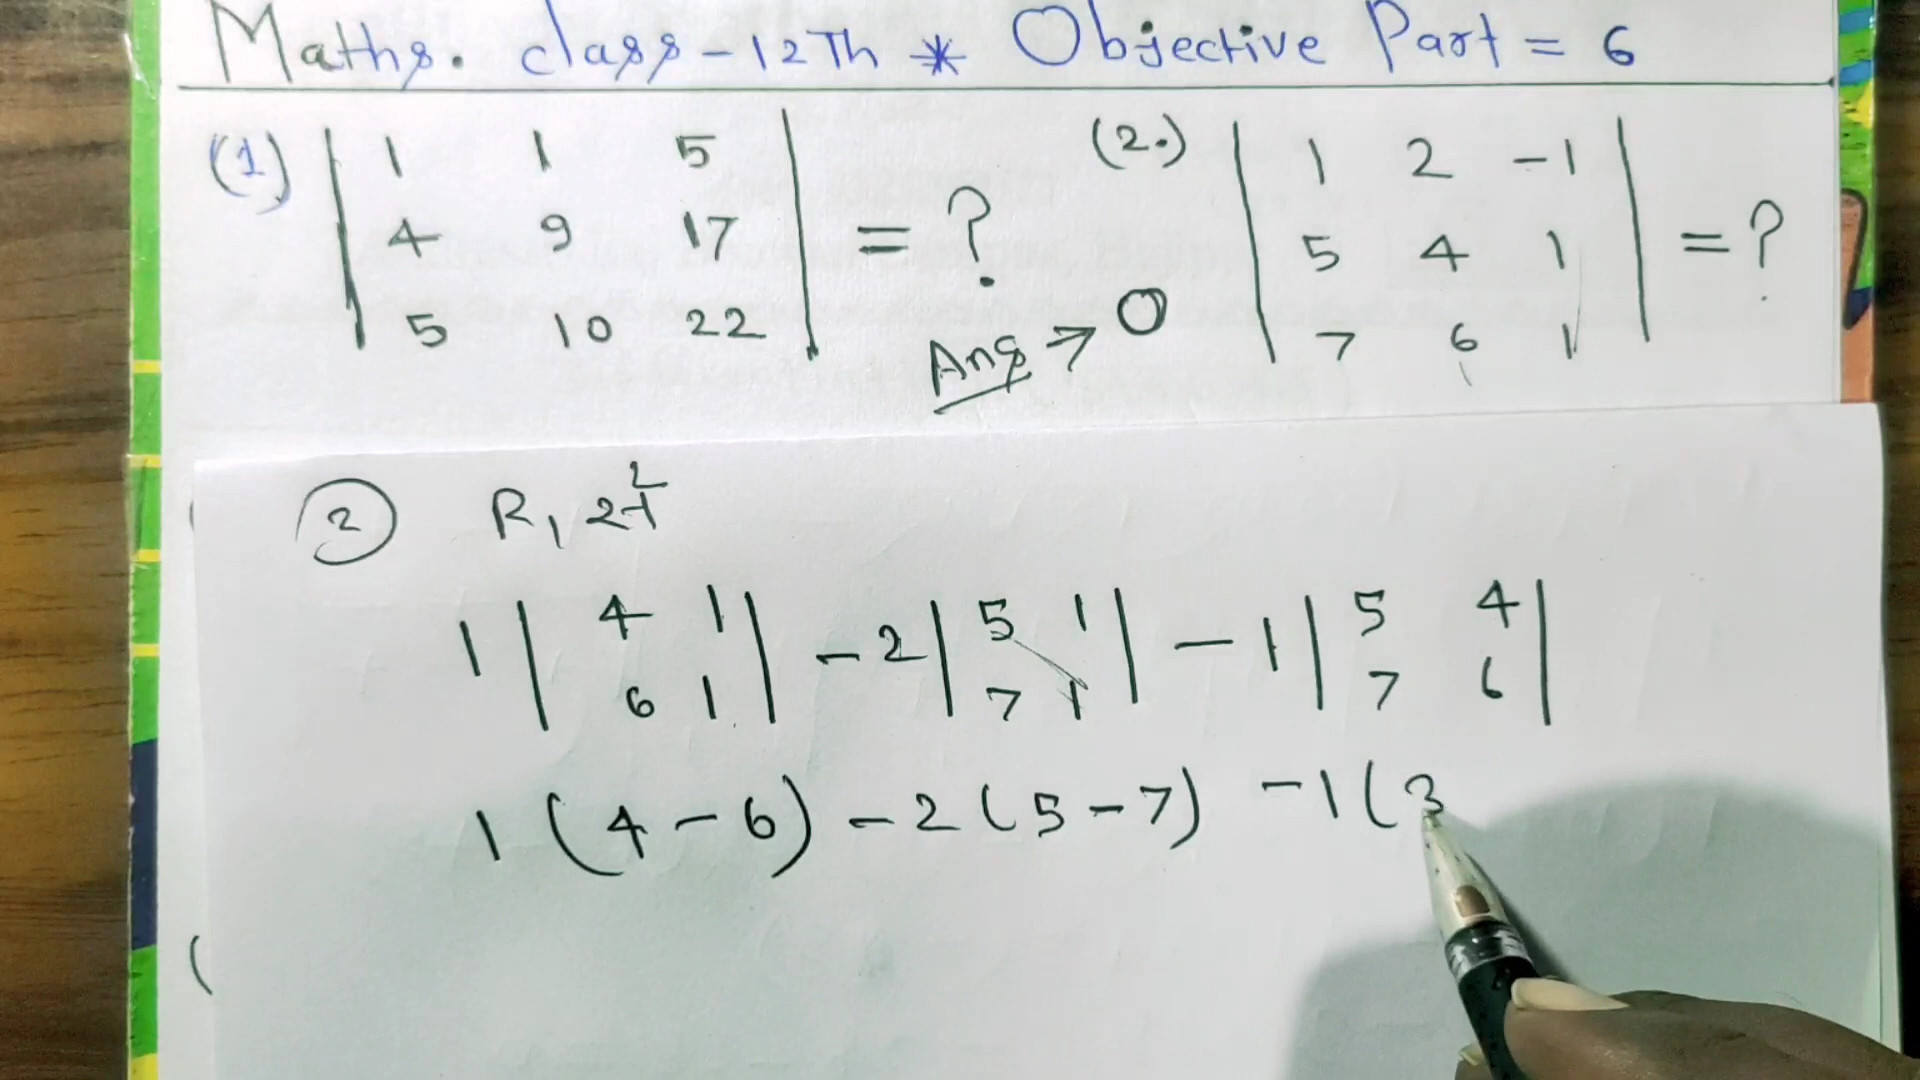 Maths. class - 12Th * Objective Part = 6
(1) | 1 1 5 |
| 4 9 17 | = ?
| 5 10 22 |
Ans → 0
(2.) | 1 2 -1 |
| 5 4 1 | = ?
| 7 6 1 |
2 R1
1 | 4 1 | - 2 | 5 1 | - 1 | 5 4 |
| 6 1 | | 7 1 | | 7 6 |
1 ( 4 - 6 ) - 2 ( 5 - 7 ) - 1 ( 3
(